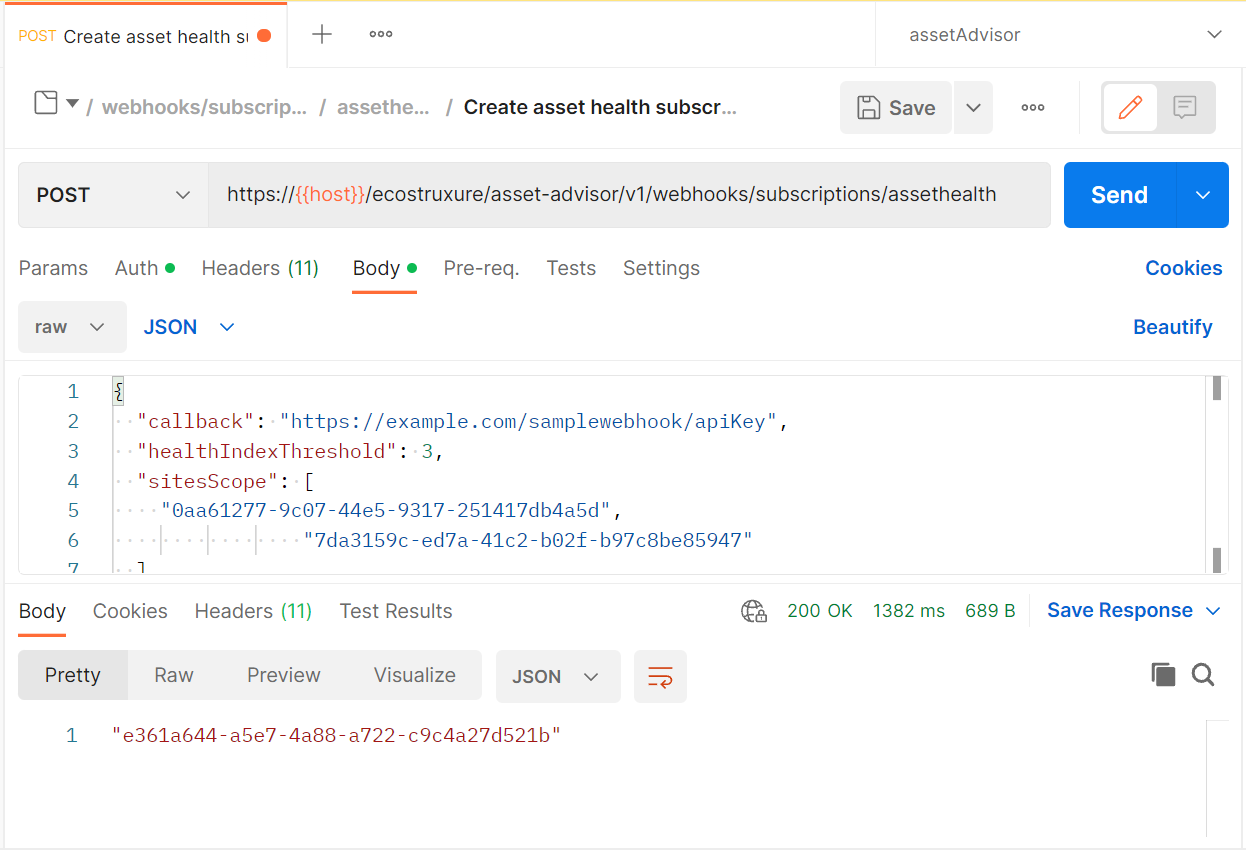 POST Create asset health su
assetAdvisor
/ webhooks/subscrip... / assethe... / Create asset health subscr...
Save
POST
https://{{host}}/ecostruxure/asset-advisor/v1/webhooks/subscriptions/assethealth
Send
Params Auth Headers (11) Body Pre-req. Tests Settings
Cookies
raw JSON
Beautify
1 {
2 "callback": "https://example.com/samplewebhook/apiKey",
3 "healthIndexThreshold": 3,
4 "sitesScope": [
5 "0aa61277-9c07-44e5-9317-251417db4a5d",
6 "7da3159c-ed7a-41c2-b02f-b97c8be85947"
7 ]
Body Cookies Headers (11) Test Results
200 OK 1382 ms 689 B Save Response
Pretty Raw Preview Visualize JSON
1 "e361a644-a5e7-4a88-a722-c9c4a27d521b"